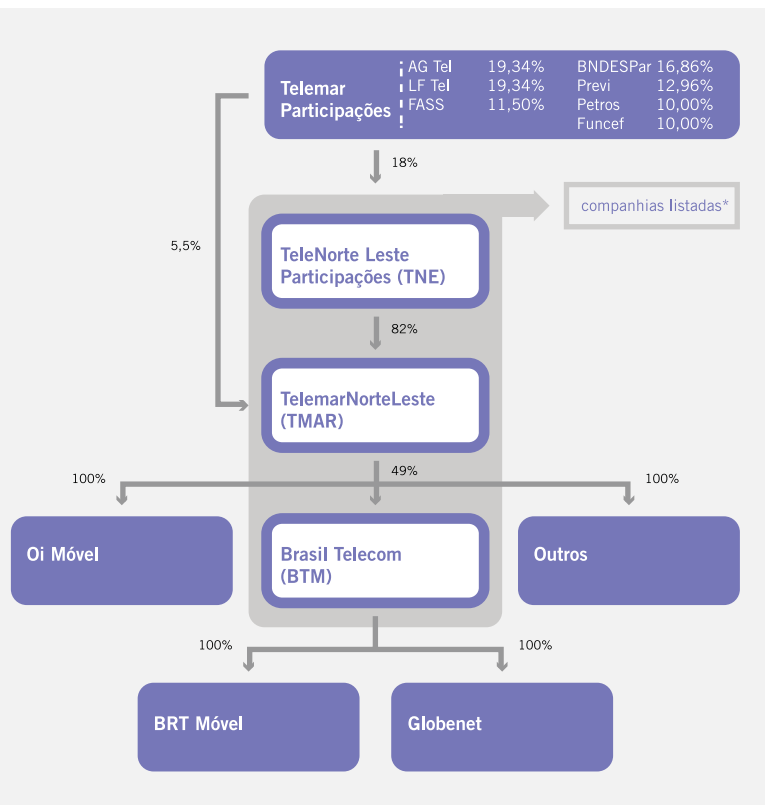 Telemar
Participações
AG Tel 19,34%
LF Tel 19,34%
FASS 11,50%
BNDESPar 16,86%
Previ 12,96%
Petros 10,00%
Funcef 10,00%
18%
companhias listadas*
5,5%
TeleNorte Leste
Participações (TNE)
82%
TelemarNorteLeste
(TMAR)
49%
100%
100%
Oi Móvel
Brasil Telecom
(BTM)
Outros
100%
100%
BRT Móvel
Globenet